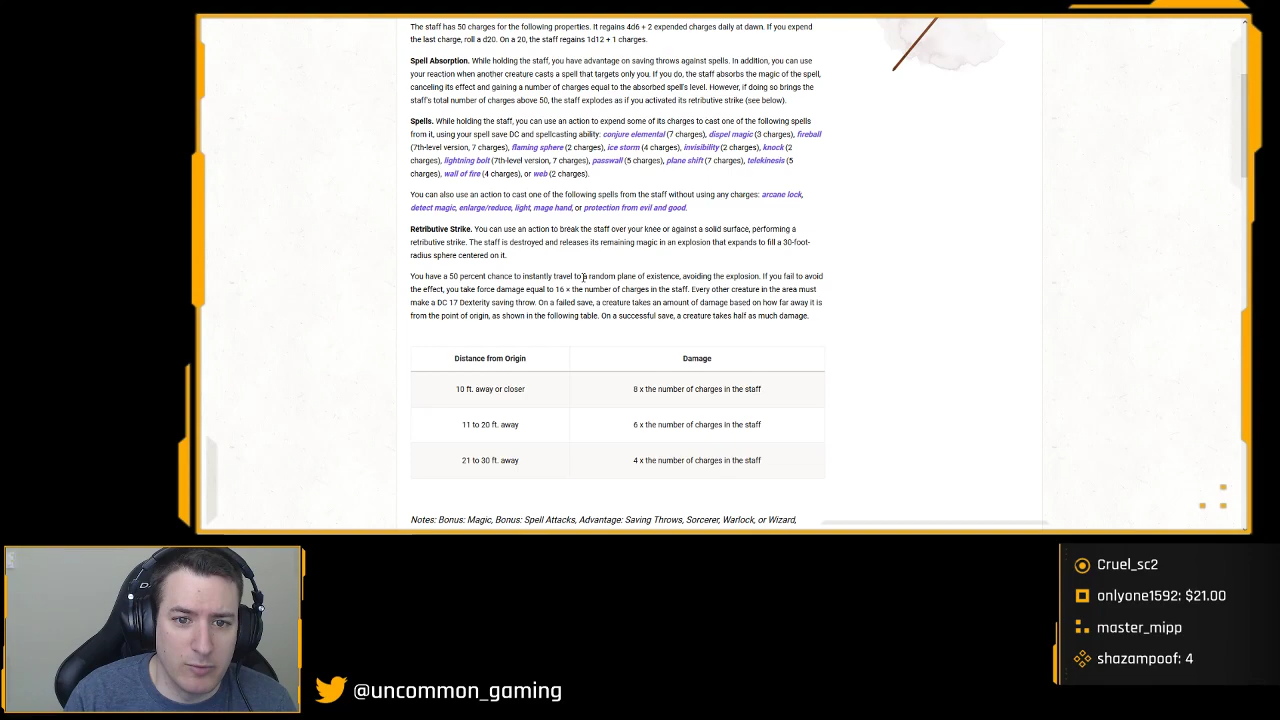 The staff has 50 charges for the following properties. It regains 4d6 + 2 expended charges daily at dawn. If you expend
the last charge, roll a d20. On a 20, the staff regains 1d12 + 1 charges.
Spell Absorption. While holding the staff, you have advantage on saving throws against spells. In addition, you can use
your reaction when another creature casts a spell that targets only you. If you do, the staff absorbs the magic of the spell,
canceling its effect and gaining a number of charges equal to the absorbed spell's level. However, if doing so brings the
staff's total number of charges above 50, the staff explodes as if you activated its retributive strike (see below).
Spells. While holding the staff, you can use an action to expend some of its charges to cast one of the following spells
from it, using your spell save DC and spellcasting ability: conjure elemental (7 charges), dispel magic (3 charges), fireball
(7th-level version, 7 charges), flaming sphere (2 charges), ice storm (4 charges), invisibility (2 charges), knock (2
charges), lightning bolt (7th-level version, 7 charges), passwall (5 charges), plane shift (7 charges), telekinesis (5
charges), wall of fire (4 charges), or web (2 charges).
You can also use an action to cast one of the following spells from the staff without using any charges: arcane lock,
detect magic, enlarge/reduce, light, mage hand, or protection from evil and good.
Retributive Strike. You can use an action to break the staff over your knee or against a solid surface, performing a
retributive strike. The staff is destroyed and releases its remaining magic in an explosion that expands to fill a 30-foot-
radius sphere centered on it.
You have a 50 percent chance to instantly travel to a random plane of existence, avoiding the explosion. If you fail to avoid
the effect, you take force damage equal to 16 × the number of charges in the staff. Every other creature in the area must
make a DC 17 Dexterity saving throw. On a failed save, a creature takes an amount of damage based on how far away it is
from the point of origin, as shown in the following table. On a successful save, a creature takes half as much damage.
Distance from Origin Damage
10 ft. away or closer 8 x the number of charges in the staff
11 to 20 ft. away 6 x the number of charges in the staff
21 to 30 ft. away 4 x the number of charges in the staff
Notes: Bonus: Magic, Bonus: Spell Attacks, Advantage: Saving Throws, Sorcerer, Warlock, or Wizard,
Cruel_sc2
onlyone1592: $21.00
master_mipp
shazampoof: 4
@uncommon_gaming